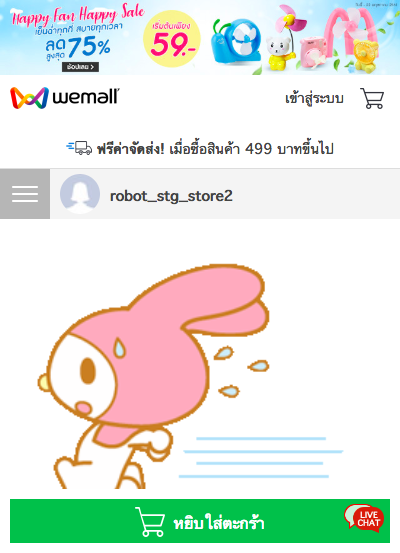 Happy Fan Happy Sale
เย็นฉ่ำทุกที่ สบายทุกเวลา
ลด
สูงสุด
75%
ช้อปเลย >
เริ่มต้นเพียง
59.-
wemall
เข้าสู่ระบบ
ฟรีค่าจัดส่ง! เมื่อซื้อสินค้า 499 บาทขึ้นไป
robot_stg_store2
หยิบใส่ตะกร้า
LIVE
CHAT